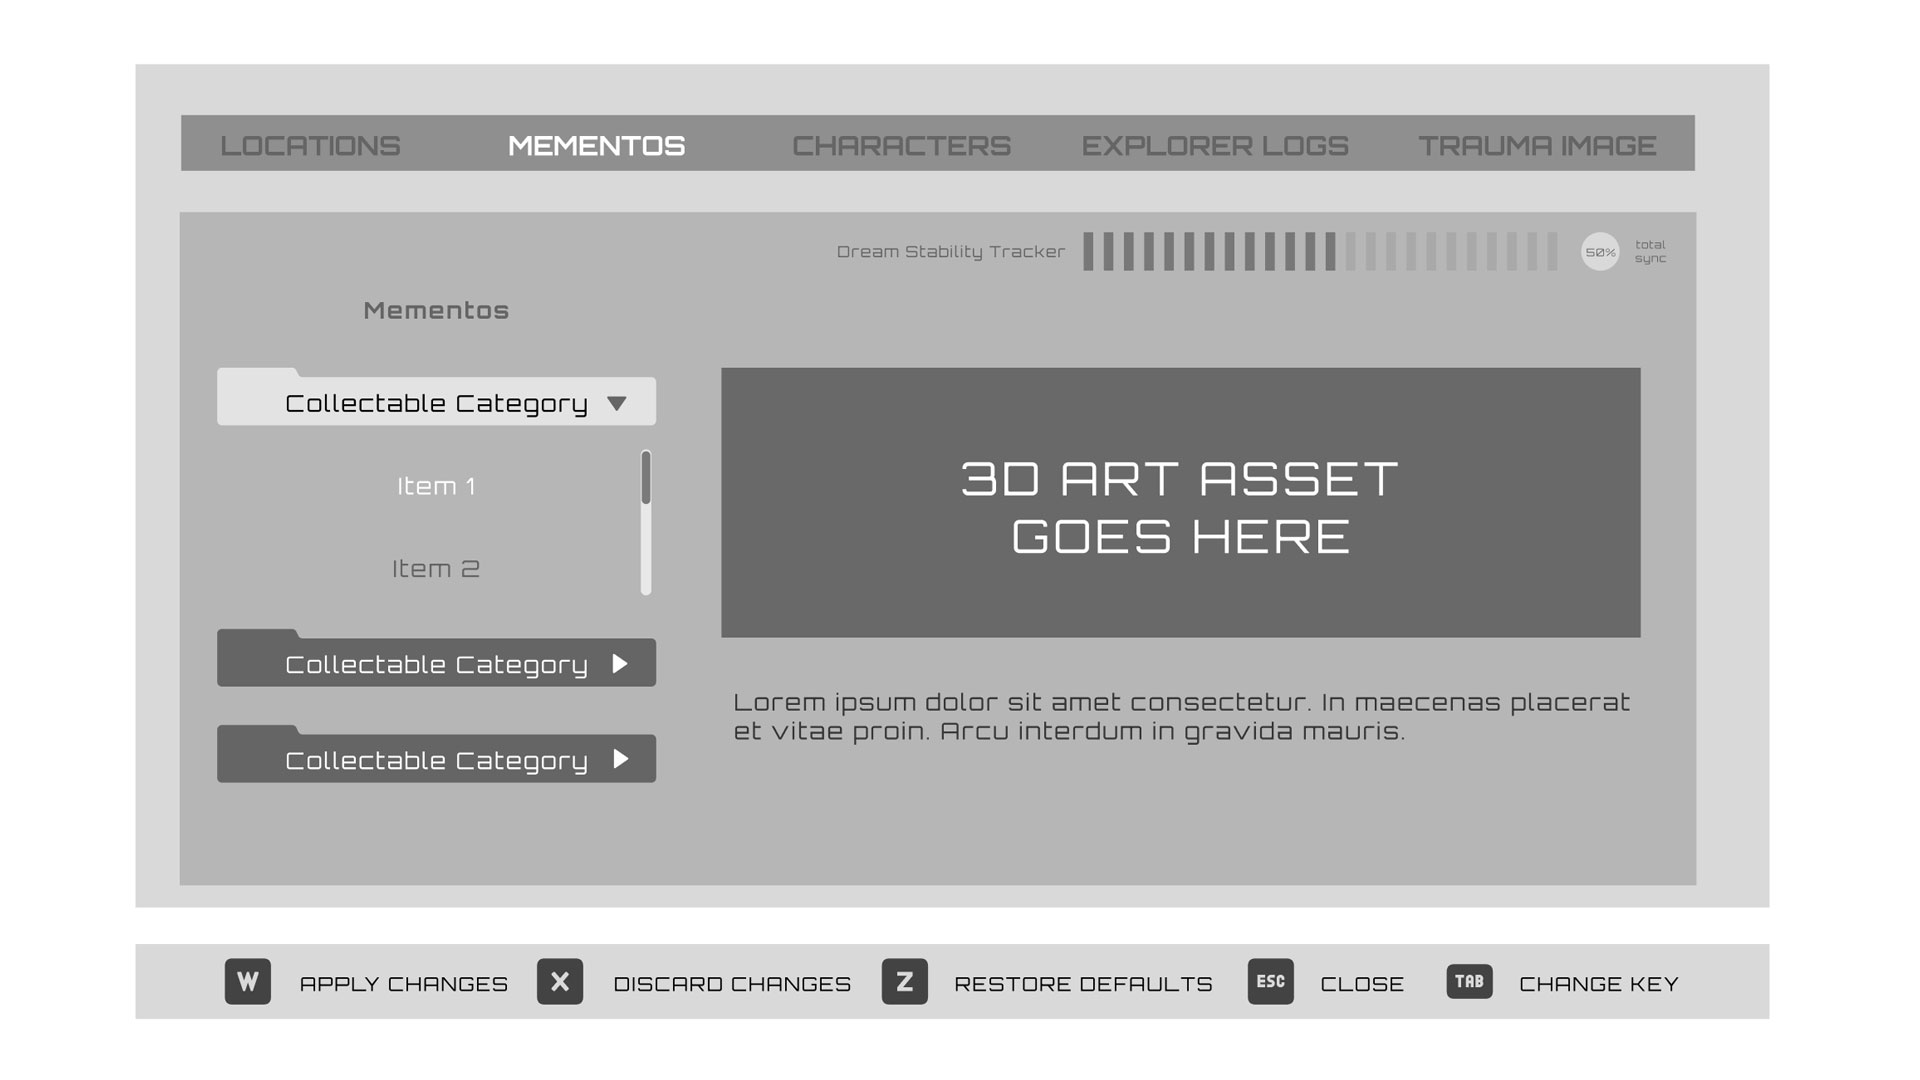 LOCATIONS MEMENTOS CHARACTERS EXPLORER LOGS TRAUMA IMAGE
Dream Stability Tracker 50% total
sync
Mementos
Collectable Category
Item 1
Item 2
Collectable Category
Collectable Category
3D ART ASSET
GOES HERE
Lorem ipsum dolor sit amet consectetur. In maecenas placerat
et vitae proin. Arcu interdum in gravida mauris.
W APPLY CHANGES X DISCARD CHANGES Z RESTORE DEFAULTS ESC CLOSE TAB CHANGE KEY